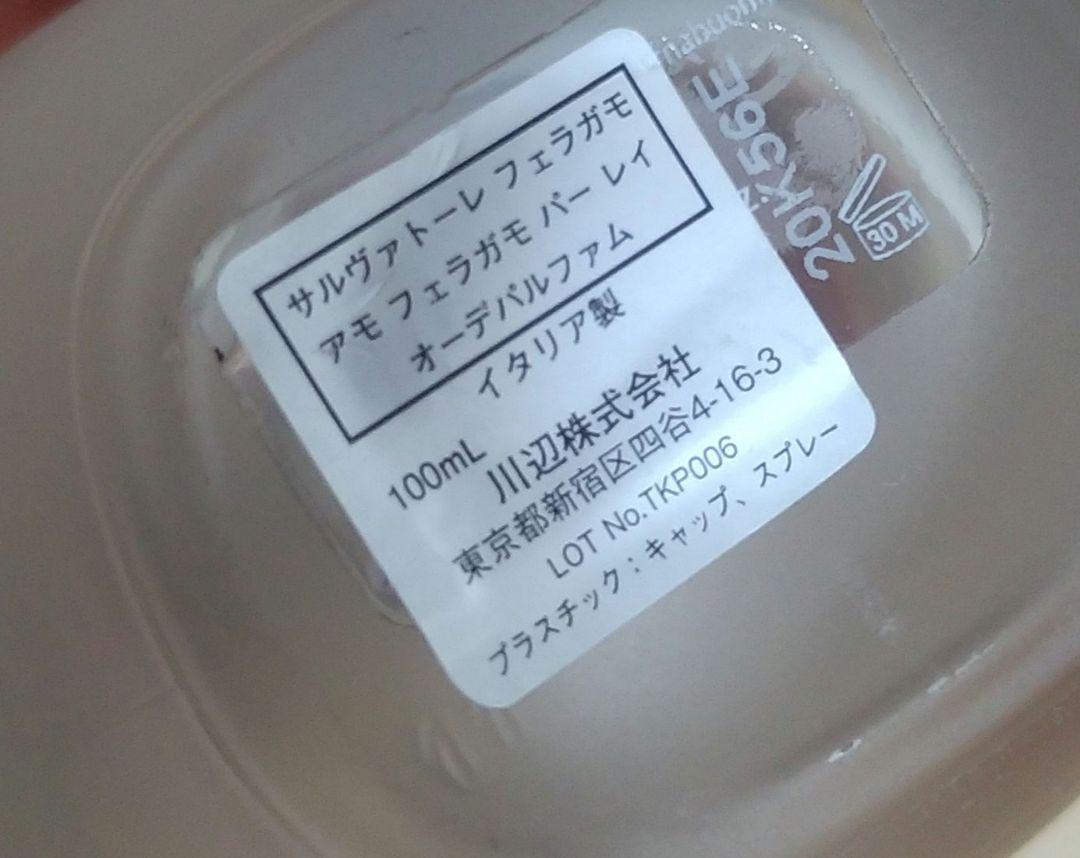 サルヴァトーレ フェラガモ
アモ フェラガモ パー レイ
オーデパルファム
イタリア製
100mL
川辺株式会社
東京都新宿区四谷4-16-3
LOT No.TKP006
プラスチック：キャップ、スプレー
20K56E
30 M